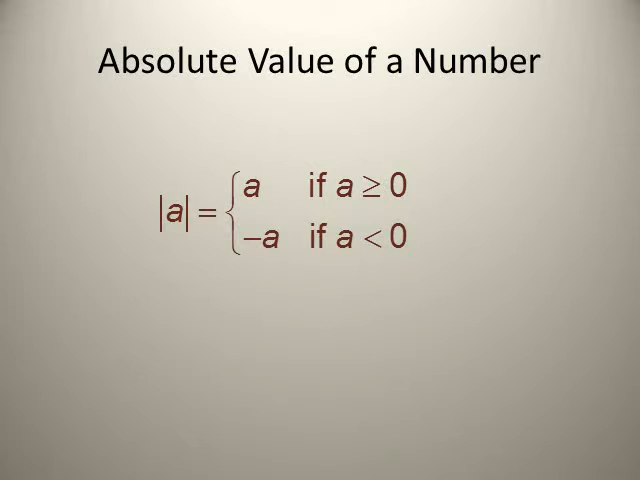 Absolute Value of a Number
|a| = { a if a ≥ 0
−a if a < 0